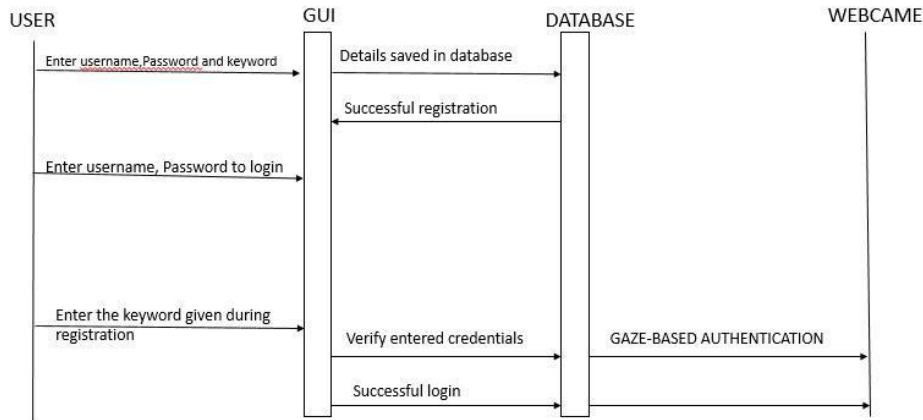 USER
GUI
DATABASE
WEBCAME
Enter username,Password and keyword
Details saved in database
Successful registration
Enter username, Password to login
Enter the keyword given during
registration
Verify entered credentials
GAZE-BASED AUTHENTICATION
Successful login